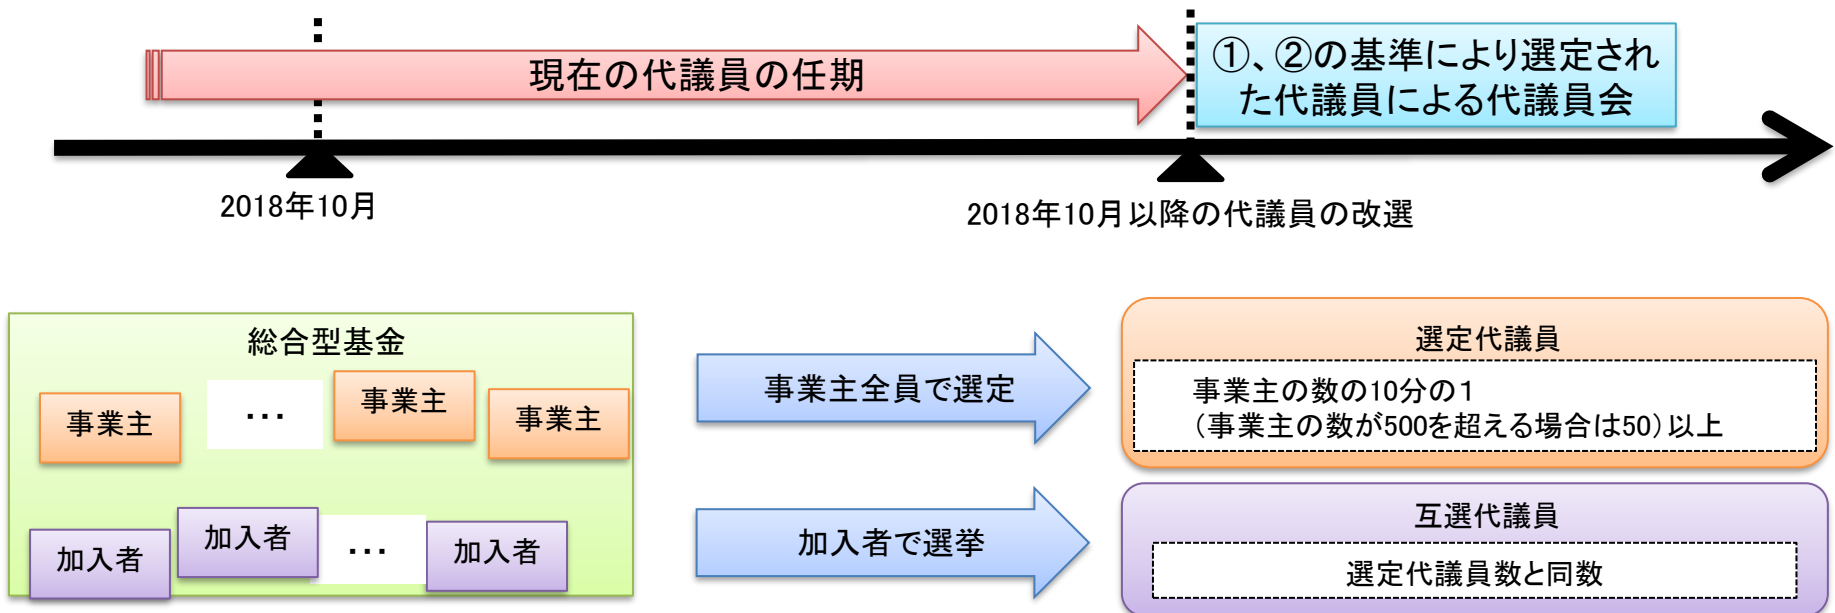 現在の代議員の任期
①、②の基準により選定され
た代議員による代議員会
2018年10月
2018年10月以降の代議員の改選
総合型基金
事業主
・・・
事業主
事業主
加入者
加入者
・・・
加入者
事業主全員で選定
加入者で選挙
選定代議員
事業主の数の10分の１
（事業主の数が500を超える場合は50）以上
互選代議員
選定代議員数と同数